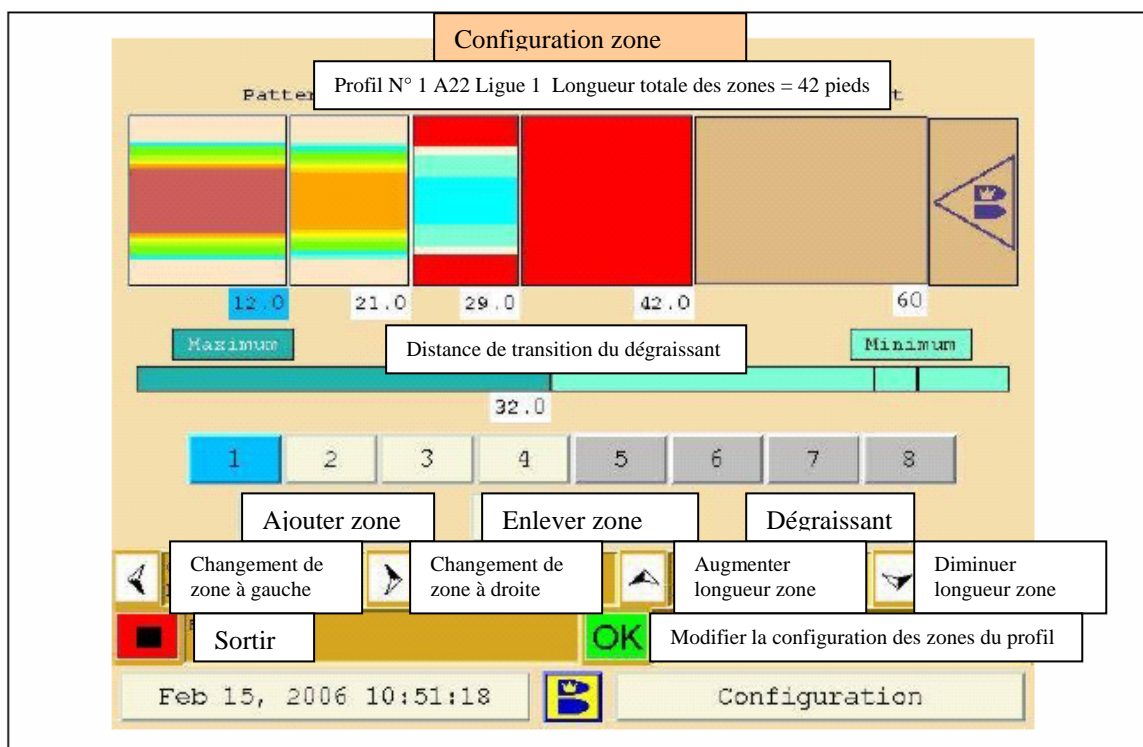 Configuration zone
Profil N° 1 A22 Ligue 1 Longueur totale des zones = 42 pieds
Patter
t
12.0 21.0 29.0 42.0 60
Maximum
Distance de transition du dégraissant
Minimum
32.0
1 2 3 4 5 6 7 8
Ajouter zone Enlever zone Dégraissant
Changement de zone à gauche
Changement de zone à droite
Augmenter longueur zone
Diminuer longueur zone
Sortir
OK
Modifier la configuration des zones du profil
Feb 15, 2006 10:51:18
Configuration